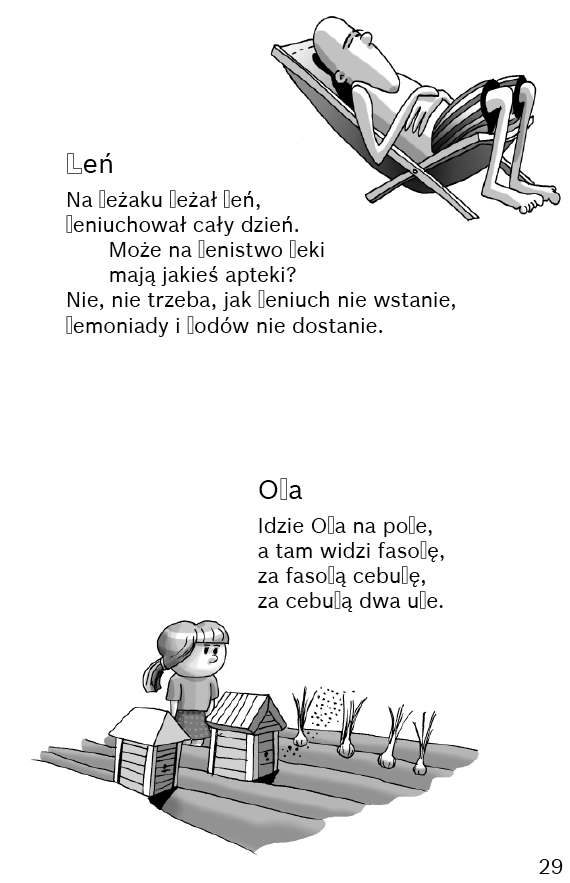 Leń
Na leżaku leżał leń,
leniuchował cały dzień.
Może na lenistwo leki
mają jakieś apteki?
Nie, nie trzeba, jak leniuch nie wstanie,
lemoniady i lodów nie dostanie.
Ola
Idzie Ola na pole,
a tam widzi fasolę,
za fasolą cebulę,
za cebulą dwa ule.
29